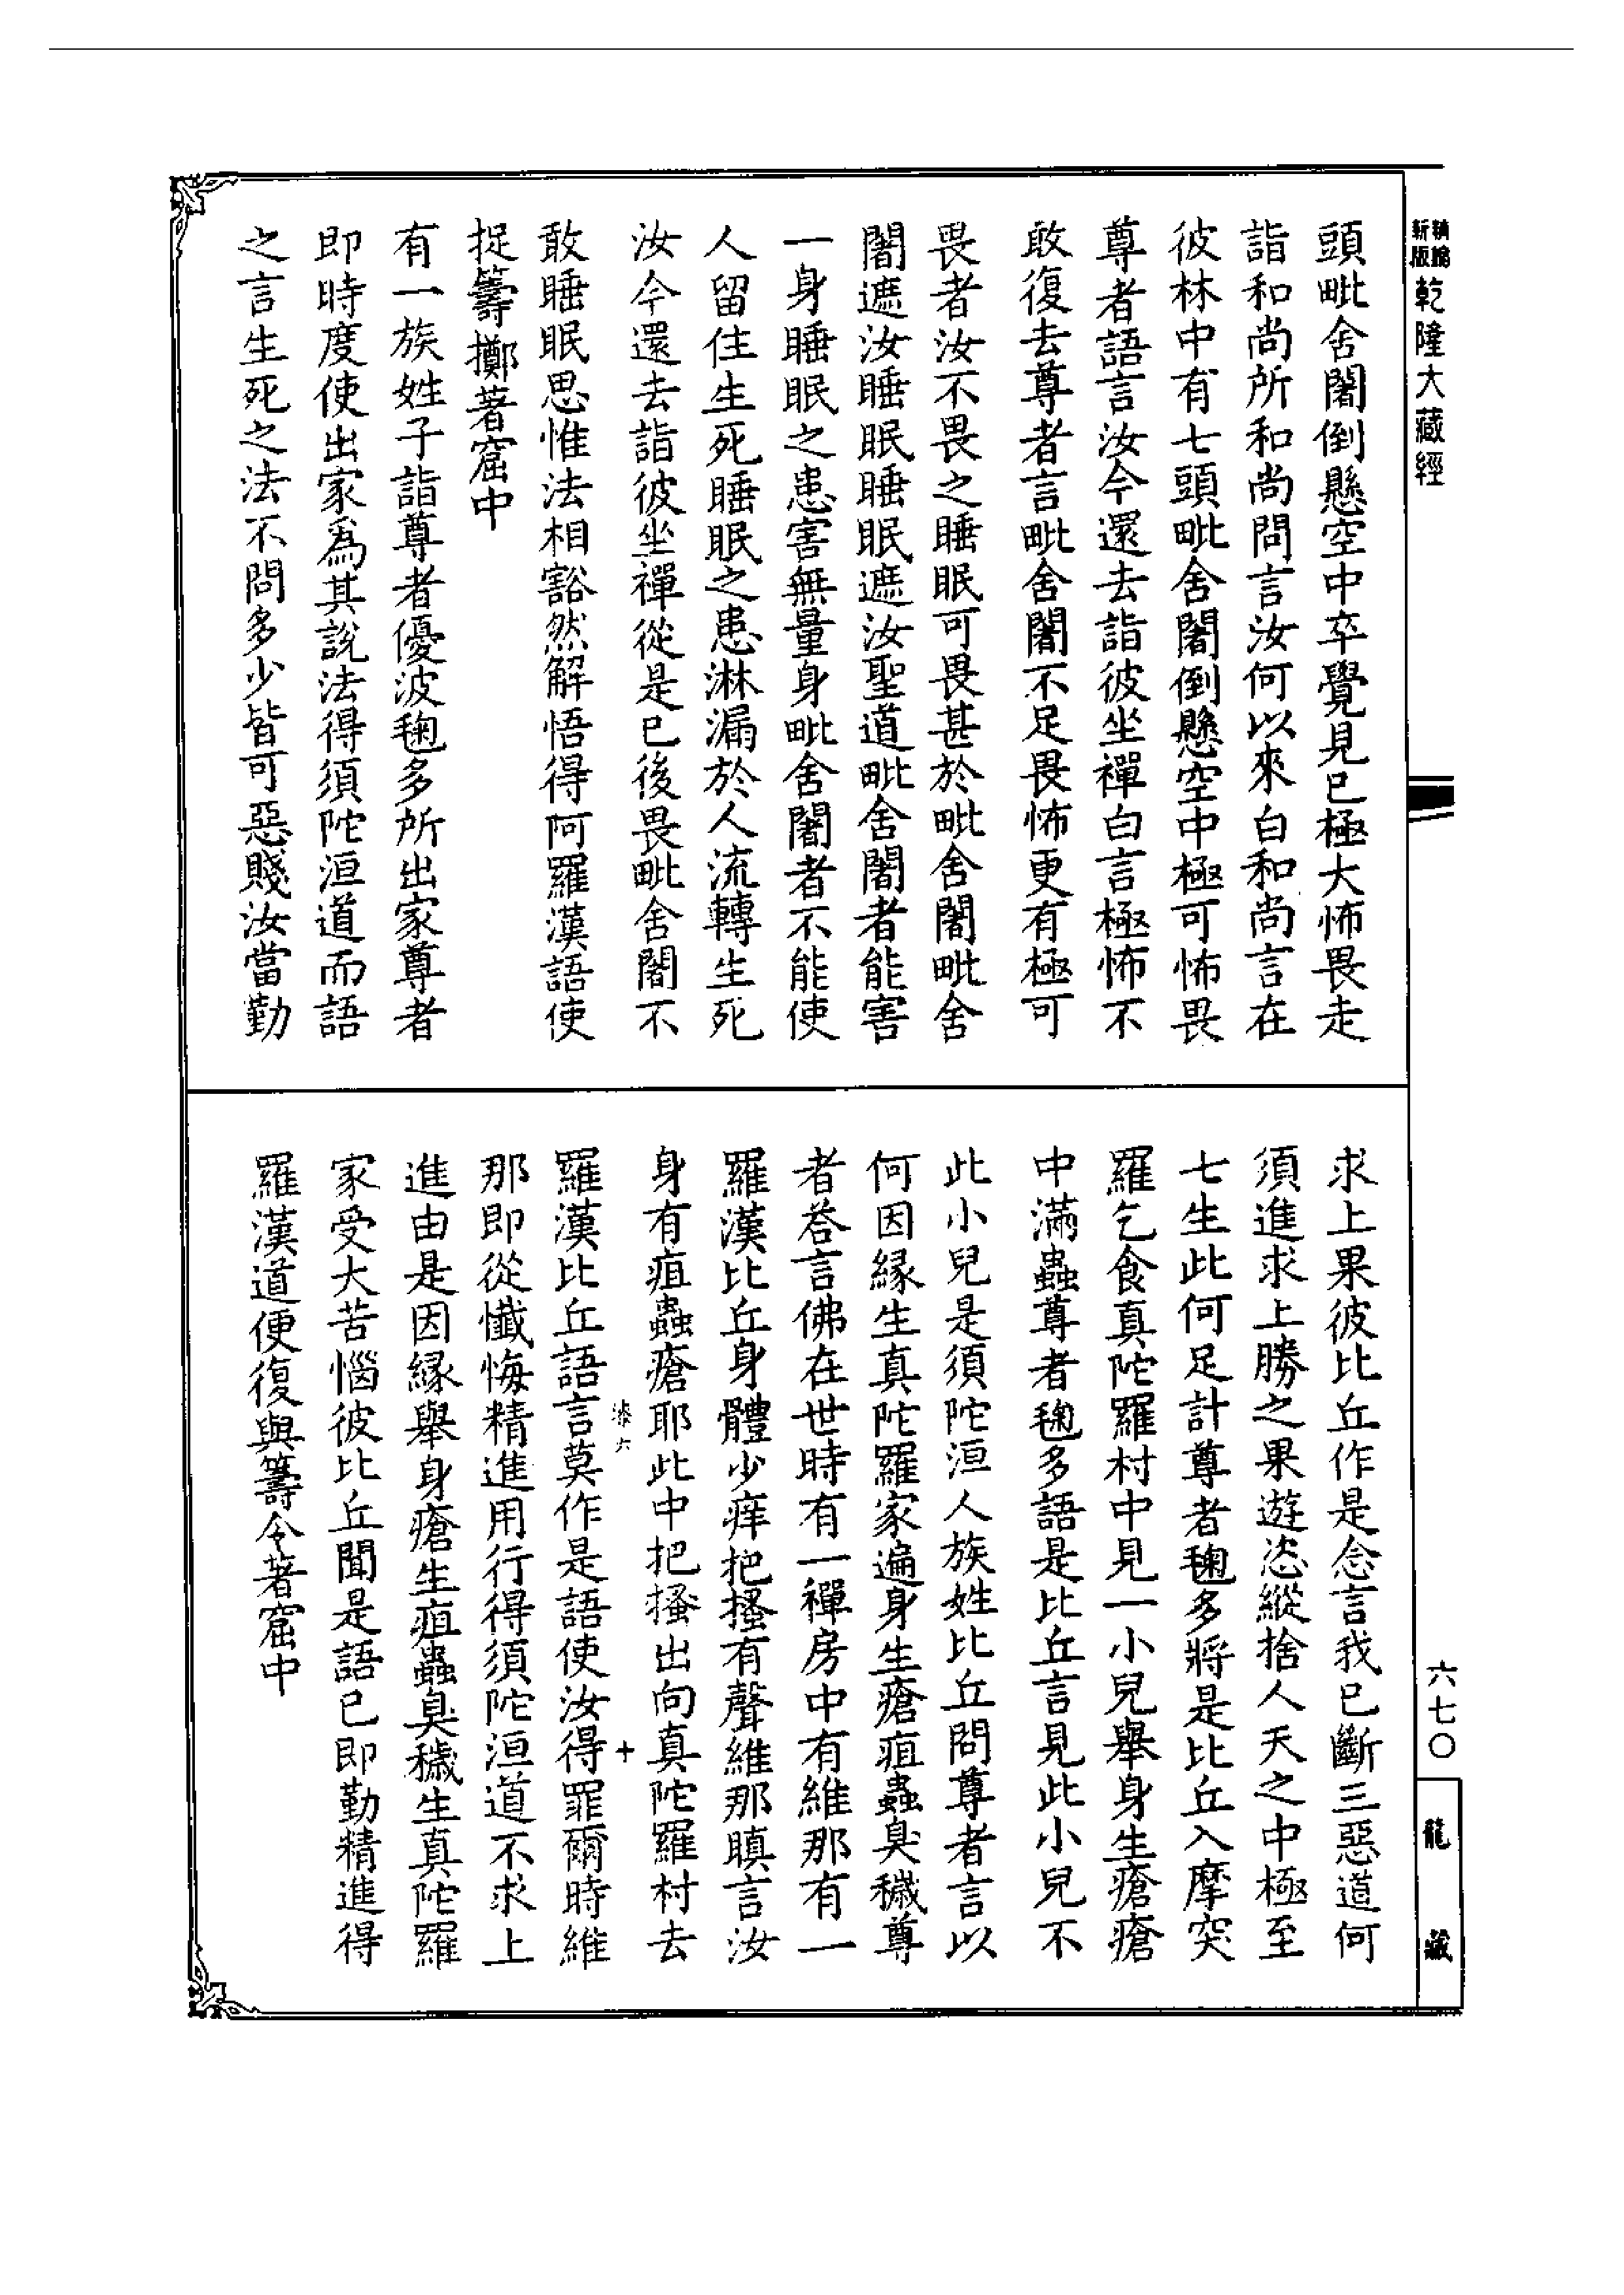 新編縮版乾隆大藏經
頭毗舍闍倒懸空中卒覺見已極大怖畏走
詣和尚所和尚問言汝何以來白和尚言在
彼林中有七頭毗舍闍倒懸空中極可怖畏
尊者語言汝今還去詣彼坐禪白言極怖不
敢復去尊者言毗舍闍不足畏怖更有極可
畏者汝不畏之睡眠可畏甚於毗舍闍毗舍
闍遮汝睡眠睡眠遮汝聖道毗舍闍者能害
一身睡眠之患害無量身毗舍闍者不能使
人留住生死睡眠之患淋漏於人流轉生死
汝今還去詣彼坐禪從是已後畏毗舍闍不
敢睡眠思惟法相豁然解悟得阿羅漢語使
捉籌擲著窟中
有一族姓子詣尊者優波毱多所出家尊者
即時度使出家為其說法得須陀洹道而語
之言生死之法不問多少皆可惡賤汝當勤
求上果彼比丘作是念言我已斷三惡道何
須進求上勝之果遊恣縱捨人天之中極至
七生此何足計尊者毱多將是比丘入摩突
羅乞食真陀羅村中見一小兒舉身生瘡瘡
中滿蟲尊者毱多語是比丘言見此小兒不
此小兒是須陀洹人族姓比丘問尊者言以
何因緣生真陀羅家遍身生瘡疽蟲臭穢尊
者荅言佛在世時有一禪房中有維那有一
羅漢比丘身體少痒把搔有聲維那瞋言汝
身有疽蟲瘡耶此中把搔出向真陀羅村去
羅漢比丘語言莫作是語使汝得罪爾時維
那即從懺悔精進用行得須陀洹道不求上
進由是因緣舉身瘡生疽蟲臭穢生真陀羅
家受大苦惱彼比丘聞是語已即勤精進得
羅漢道便復與籌令著窟中
六
十
六七〇
龍藏